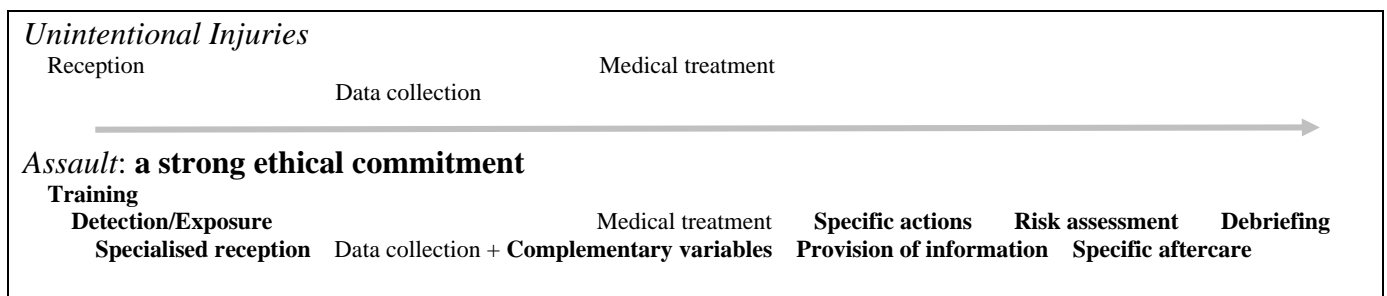 Unintentional Injuries
Reception Medical treatment
Data collection
Assault: a strong ethical commitment
Training
Detection/Exposure Medical treatment Specific actions Risk assessment Debriefing
Specialised reception Data collection + Complementary variables Provision of information Specific aftercare